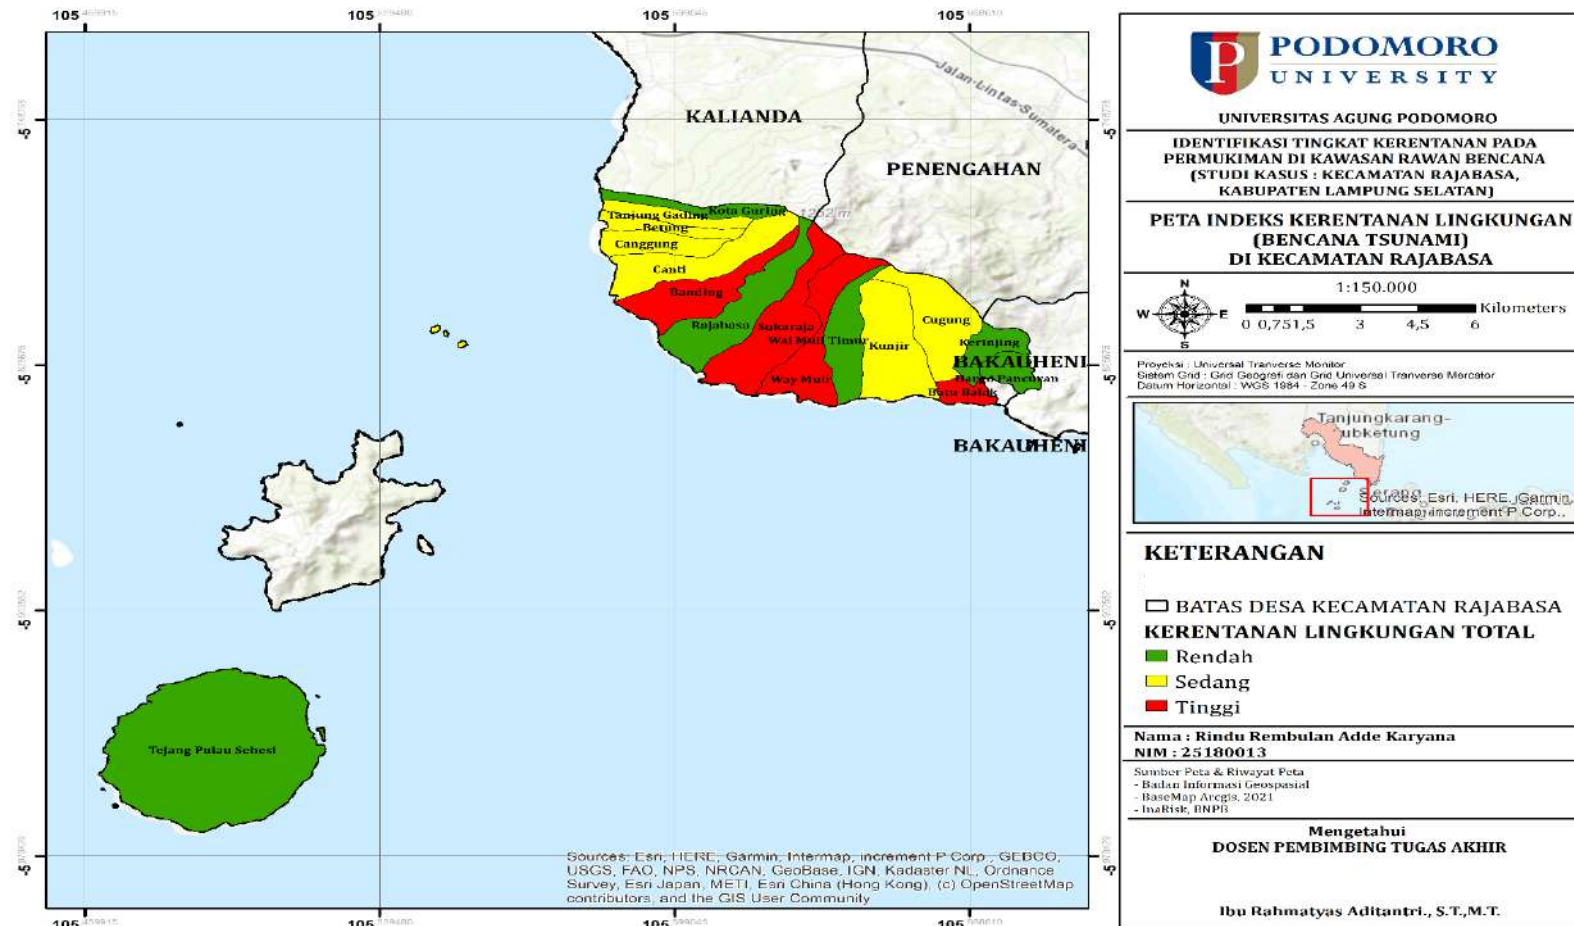 KALIANDA
Jalan-Lintas-Sumatera
PENENGAHAN
1262 m
Kota Guring
Tanjung Gading
Betung
Canggung
Canti
Banding
Rajabasa
Sukaraja
Wai Muli Timur
Way Muli
Kunjir
Cugung
Kerinjing
BAKAUHENI
Hargo Pancuran
Batu Balak
BAKAUHENI
Tejang Pulau Sebesi
Sources: Esri, HERE, Garmin, Intermap, increment P Corp., GEBCO,
USGS, FAO, NPS, NRCAN, GeoBase, IGN, Kadaster NL, Ordnance
Survey, Esri Japan, METI, Esri China (Hong Kong), (c) OpenStreetMap
contributors, and the GIS User Community
P PODOMORO
UNIVERSITY
UNIVERSITAS AGUNG PODOMORO
IDENTIFIKASI TINGKAT KERENTANAN PADA
PERMUKIMAN DI KAWASAN RAWAN BENCANA
(STUDI KASUS : KECAMATAN RAJABASA,
KABUPATEN LAMPUNG SELATAN)
PETA INDEKS KERENTANAN LINGKUNGAN
(BENCANA TSUNAMI)
DI KECAMATAN RAJABASA
N
W E
S
1:150.000
Kilometers
0 0,75 1,5 3 4,5 6
Proyeksi : Universal Tranverse Monitor
Sistem Grid : Grid Geografi dan Grid Universal Tranverse Mercator
Datum Horizontal : WGS 1984 - Zone 49 S
Tanjungkarang-
ubketung
Serang
Sources: Esri, HERE, Garmin,
Intermap, increment P Corp.,
KETERANGAN
BATAS DESA KECAMATAN RAJABASA
KERENTANAN LINGKUNGAN TOTAL
Rendah
Sedang
Tinggi
Nama : Rindu Rembulan Adde Karyana
NIM : 25180013
Sumber Peta & Riwayat Peta
- Badan Informasi Geospasial
- BaseMap Arcgis, 2021
- InaRisk, BNPB
Mengetahui
DOSEN PEMBIMBING TUGAS AKHIR
Ibu Rahmatyas Aditantri., S.T.,M.T.